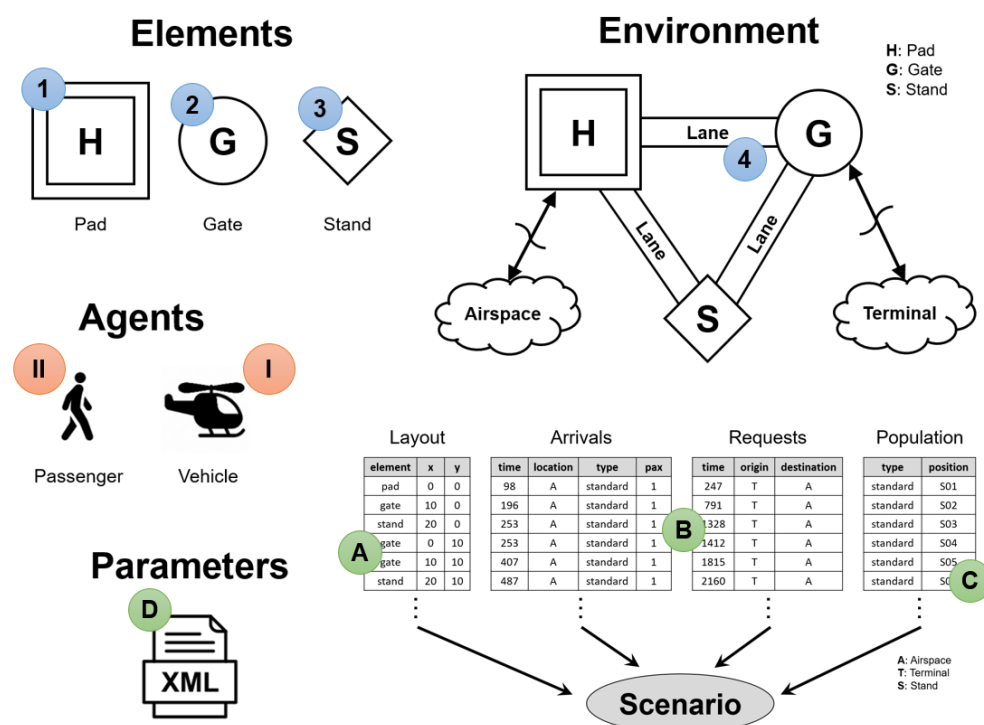 Elements
1
H
2
G
3
S
Pad
Gate
Stand
Environment
H: Pad
G: Gate
S: Stand
H
Lane
4
G
Lane
Lane
S
Airspace
Terminal
Agents
II
I
Passenger
Vehicle
Parameters
D
XML
Layout
element x y
pad 0 0
gate 10 0
stand 20 0
gate 0 10
gate 10 10
stand 20 10
A
Arrivals
time location type pax
98 A standard 1
196 A standard 1
253 A standard 1
253 A standard 1
407 A standard 1
487 A standard 1
B
Requests
time origin destination
247 T A
791 T A
1328 T A
1412 T A
1815 T A
2160 T A
Population
type position
standard S01
standard S02
standard S03
standard S04
standard S05
standard
C
Scenario
A: Airspace
T: Terminal
S: Stand